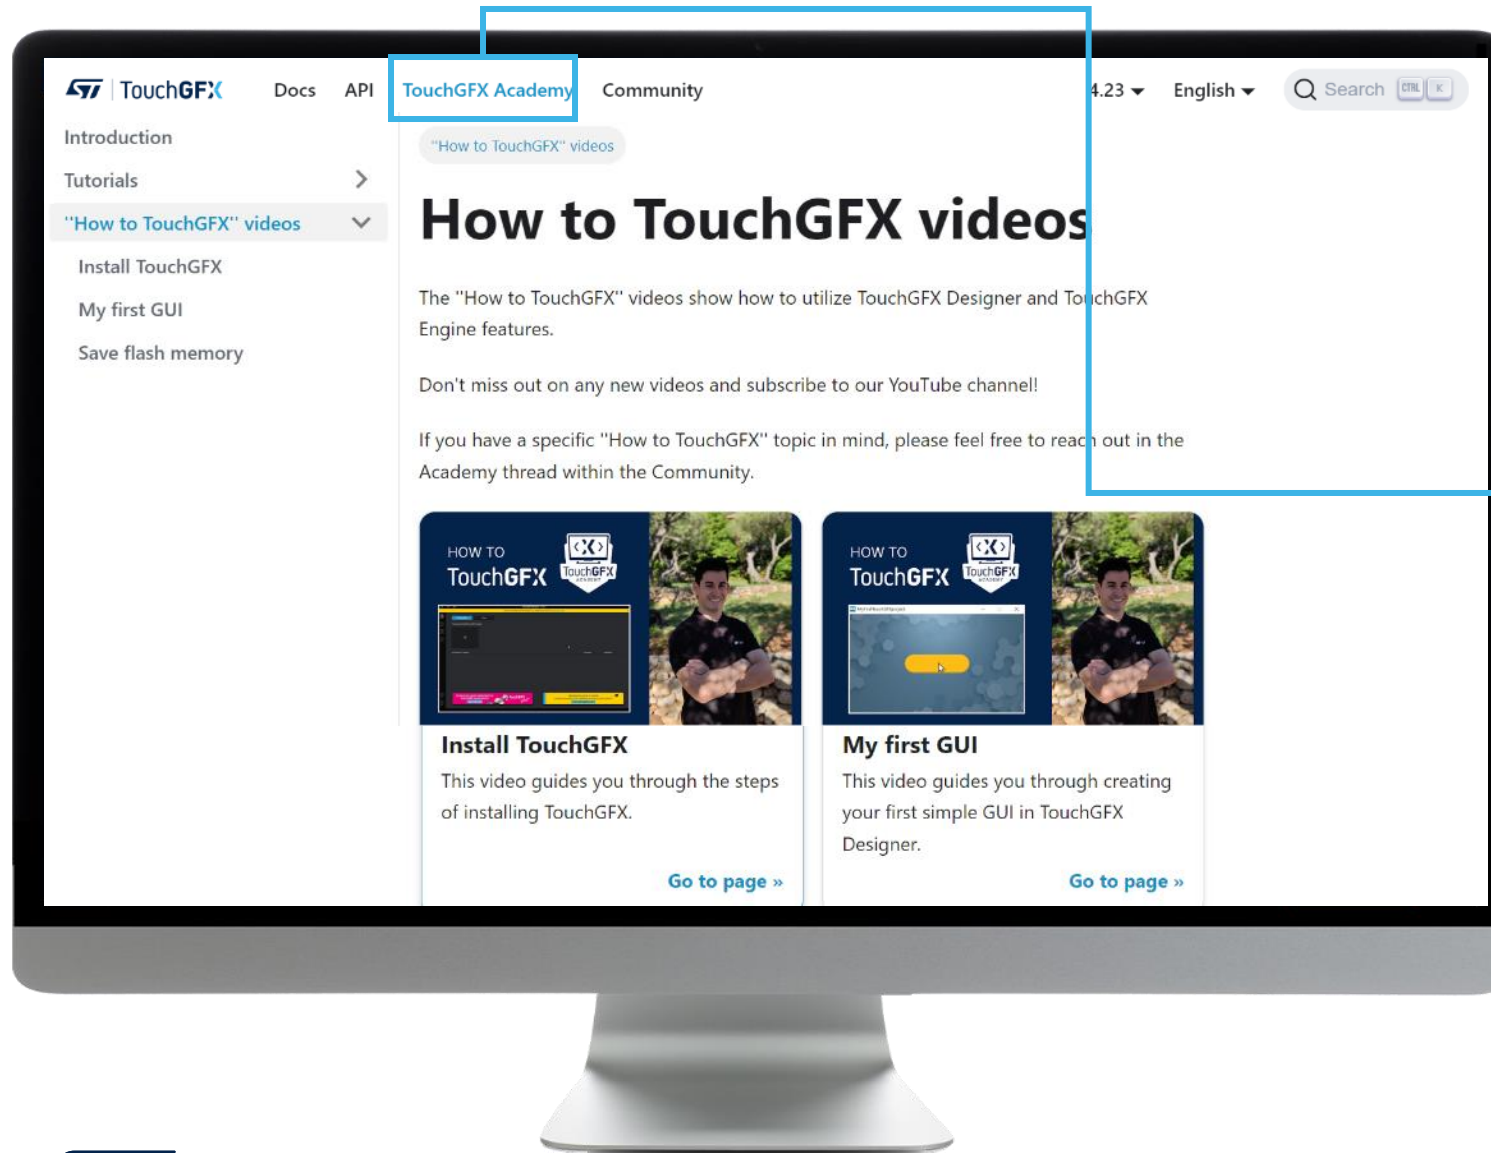 ST TouchGFX Docs API TouchGFX Academy Community 4.23 English Search CTRL K
Introduction
Tutorials
"How to TouchGFX" videos
Install TouchGFX
My first GUI
Save flash memory
"How to TouchGFX" videos
How to TouchGFX videos
The "How to TouchGFX" videos show how to utilize TouchGFX Designer and TouchGFX
Engine features.
Don't miss out on any new videos and subscribe to our YouTube channel!
If you have a specific "How to TouchGFX" topic in mind, please feel free to reach out in the
Academy thread within the Community.
HOW TO
TouchGFX
TouchGFX
ACADEMY
Install TouchGFX
This video guides you through the steps
of installing TouchGFX.
Go to page »
HOW TO
TouchGFX
TouchGFX
ACADEMY
My first GUI
This video guides you through creating
your first simple GUI in TouchGFX
Designer.
Go to page »